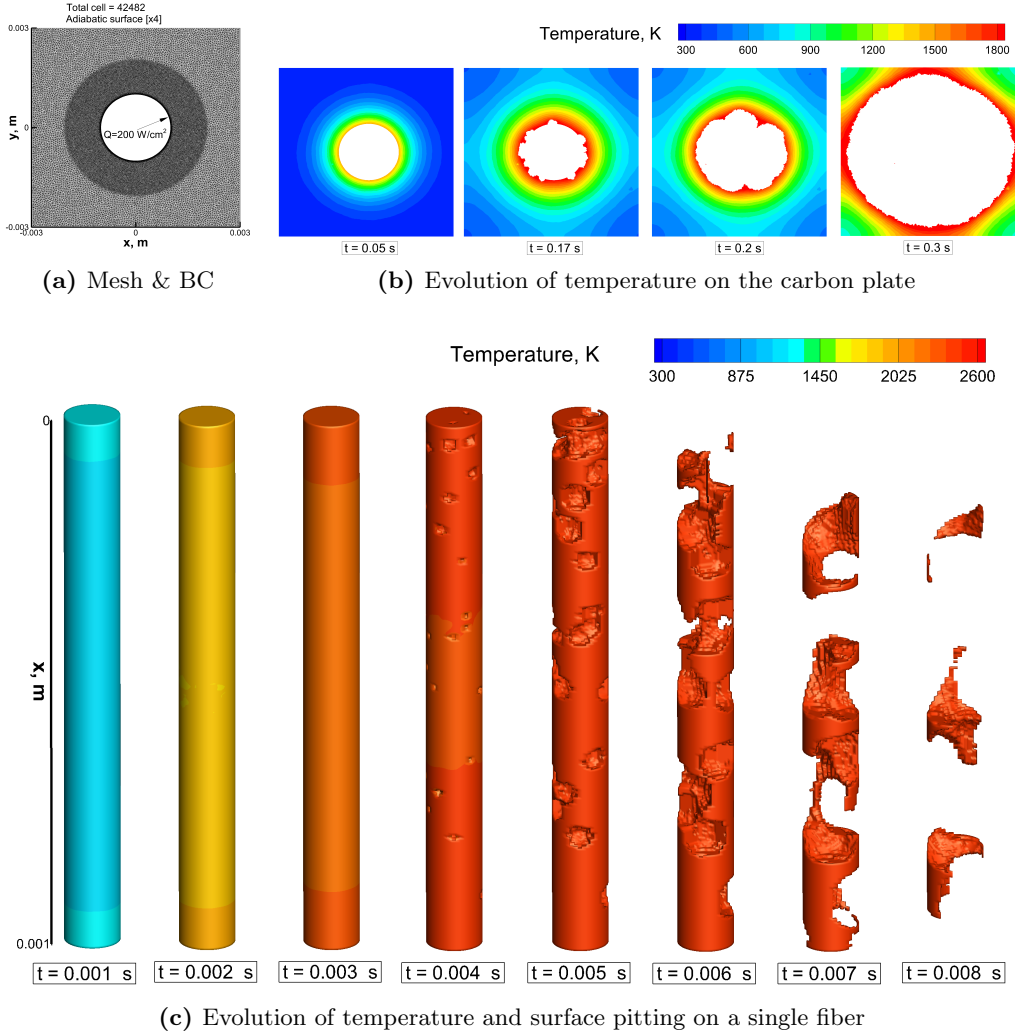 Total cell = 42482
Adiabatic surface [x4]
0.003
y, m
0
Q=200 W/cm²
-0.003
-0.003 0 0.003
x, m
(a) Mesh & BC
Temperature, K
300 600 900 1200 1500 1800
t = 0.05 s t = 0.17 s t = 0.2 s t = 0.3 s
(b) Evolution of temperature on the carbon plate
Temperature, K
300 875 1450 2025 2600
0
x, m
0.001
t = 0.001 s t = 0.002 s t = 0.003 s t = 0.004 s t = 0.005 s t = 0.006 s t = 0.007 s t = 0.008 s
(c) Evolution of temperature and surface pitting on a single fiber